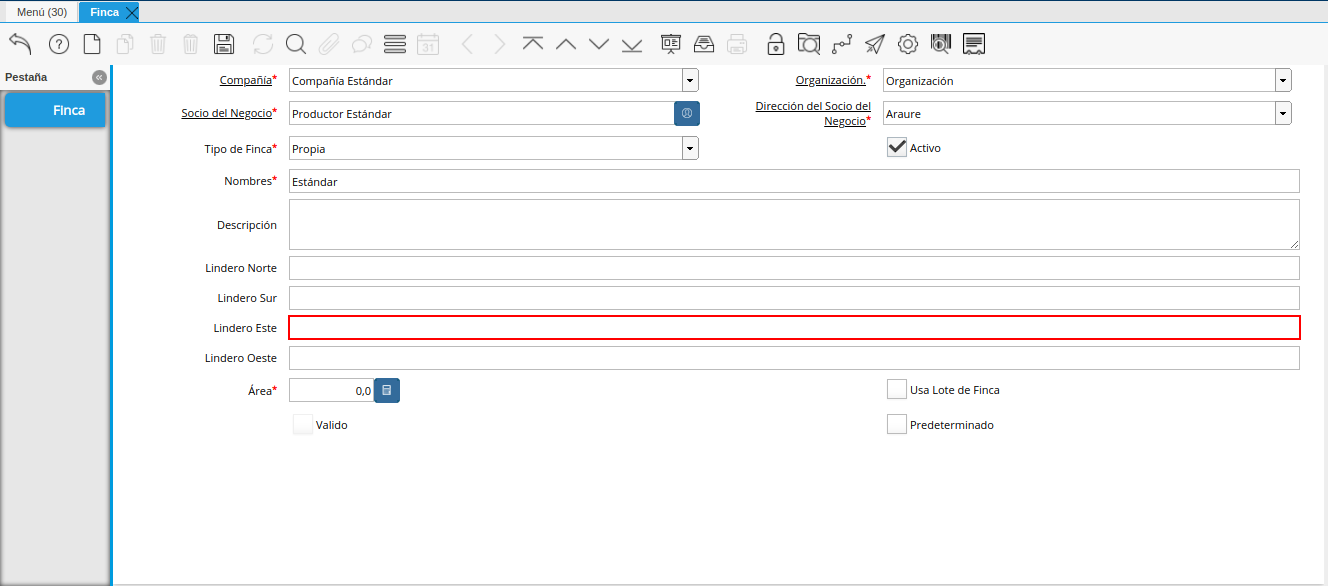 Menú (30) Finca
31
Pestaña
Finca
Compañía* Compañía Estándar Organización.* Organización
Socio del Negocio* Productor Estándar Dirección del Socio del Negocio* Araure
Tipo de Finca* Propia Activo
Nombres* Estándar
Descripción
Lindero Norte
Lindero Sur
Lindero Este
Lindero Oeste
Área* 0,0 Usa Lote de Finca
Valido Predeterminado